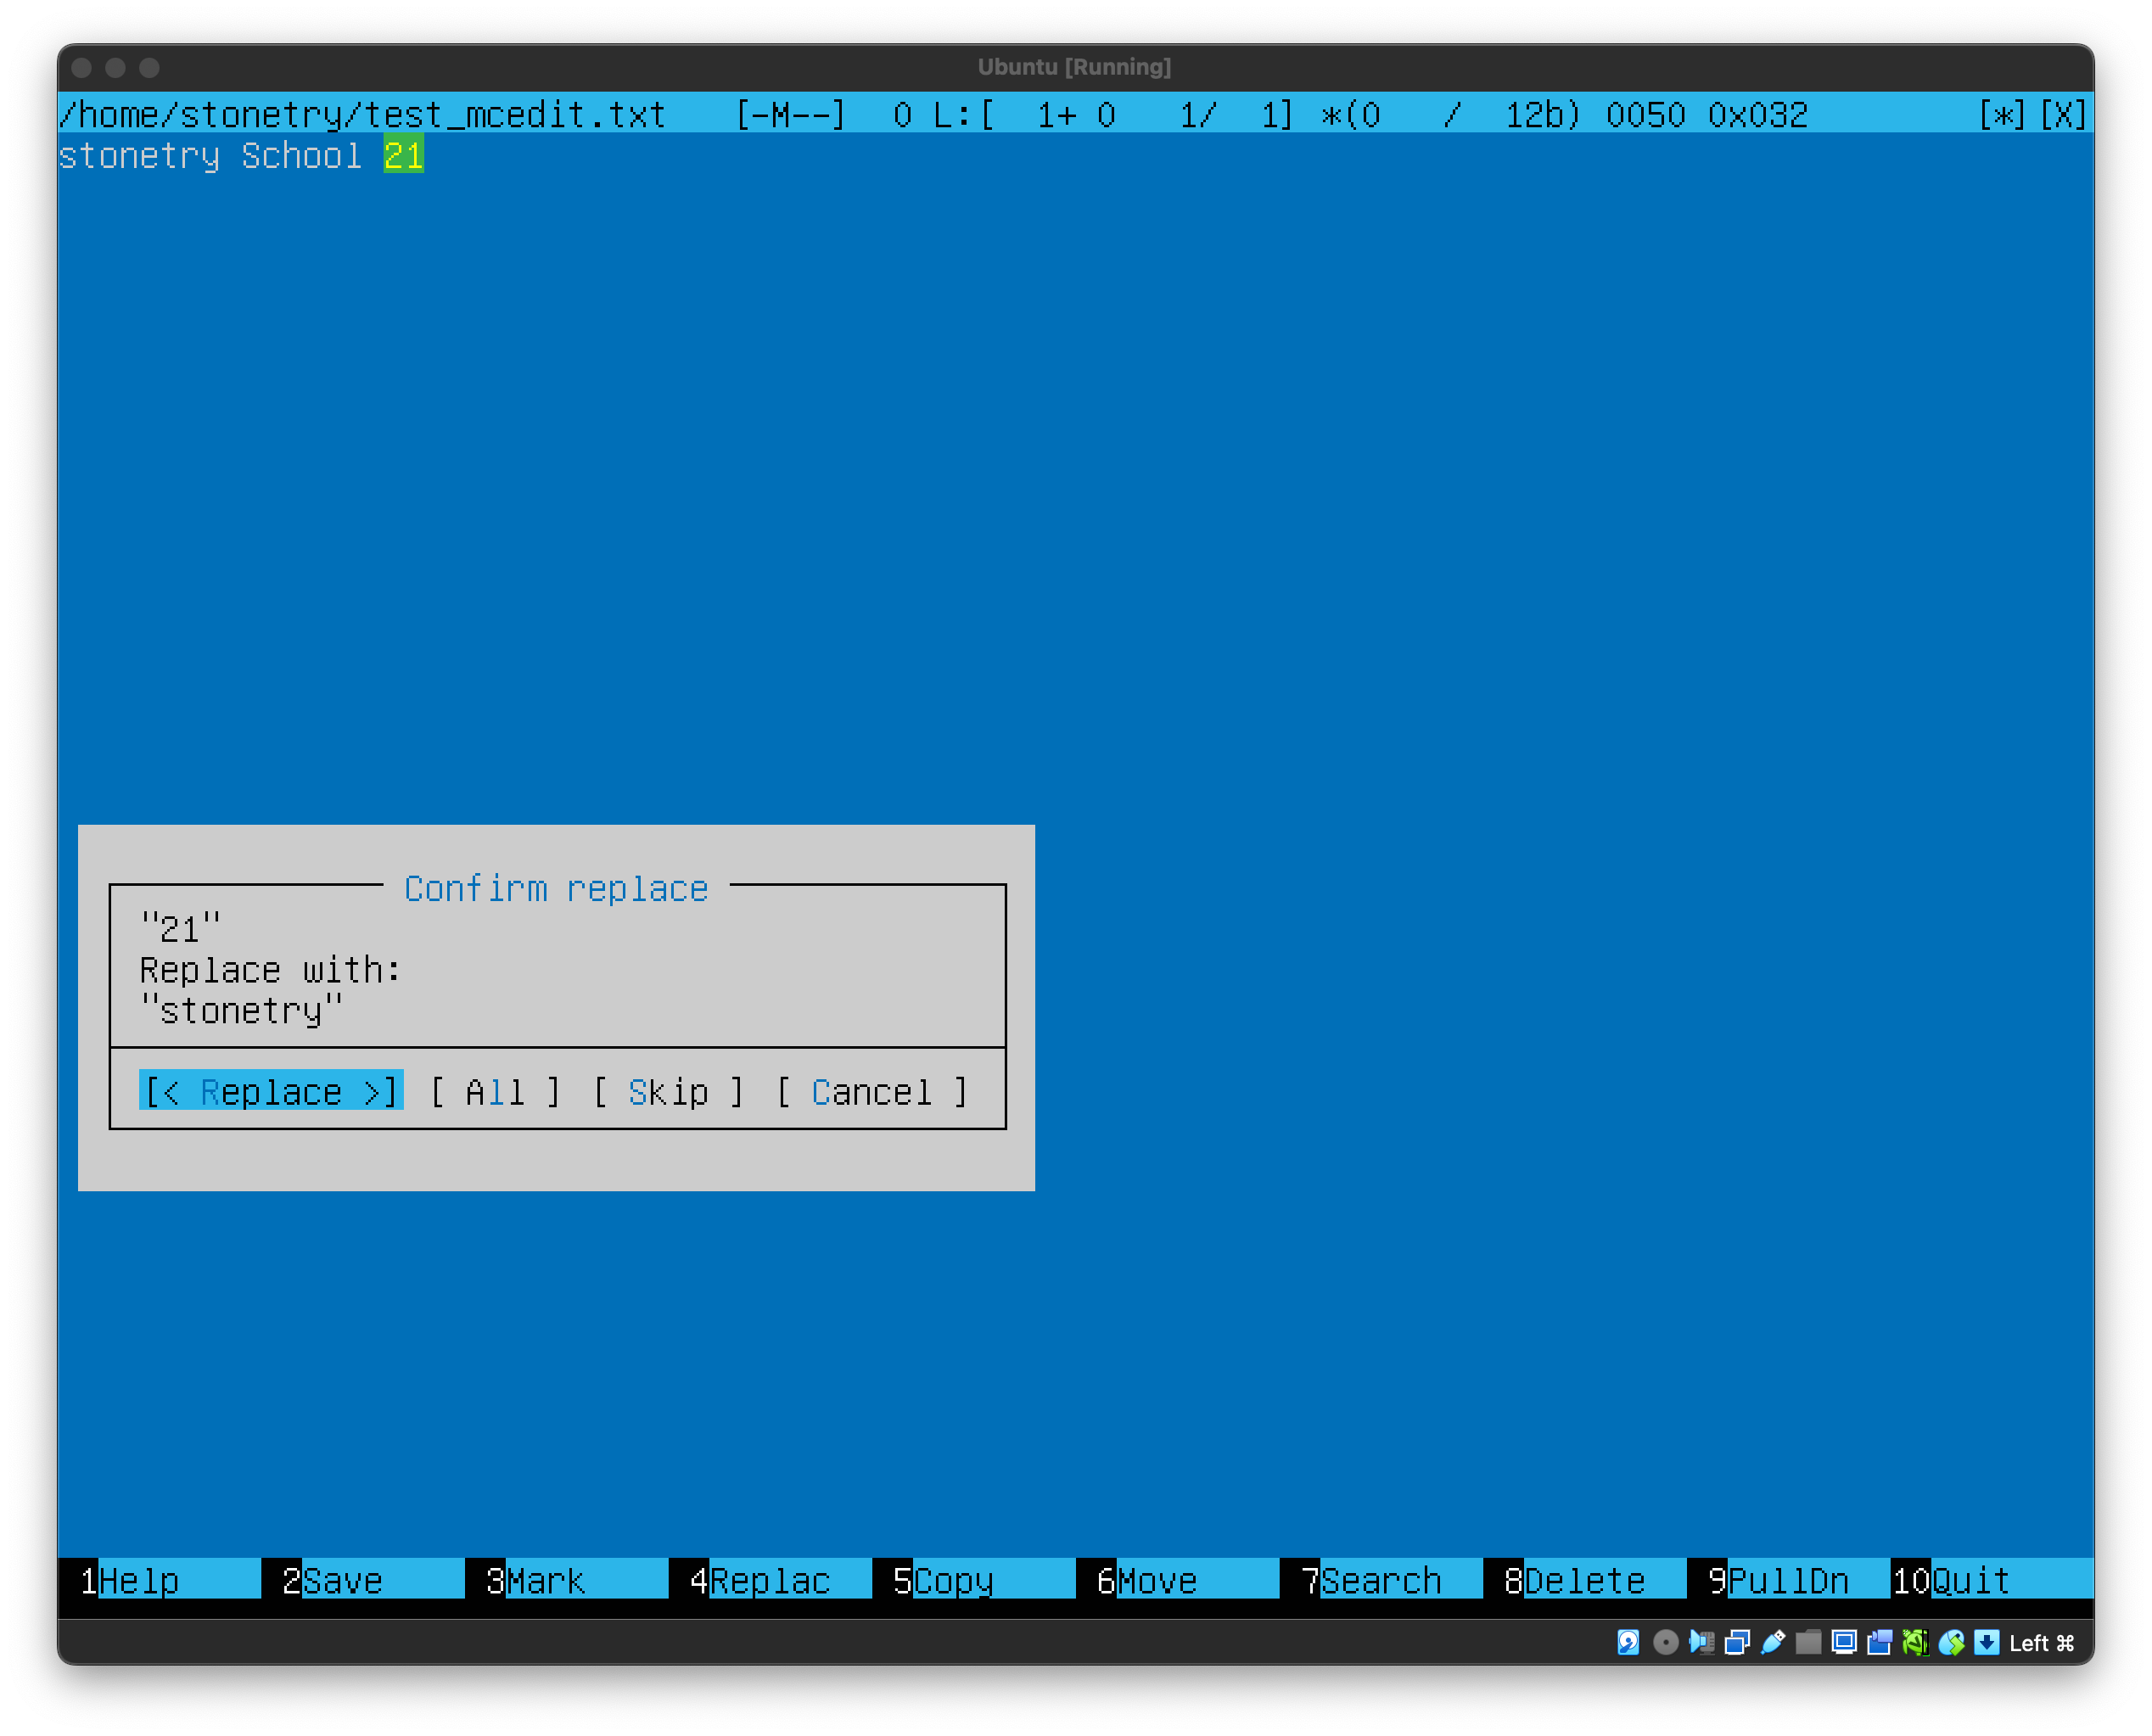 Ubuntu [Running]
/home/stonetry/test_mcedit.txt [-M--] 0 L:[ 1+ 0 1/ 1] *(0 / 12b) 0050 0x032 [*][X]
stonetry School 21
Confirm replace
"21"
Replace with:
"stonetry"
[< Replace >] [ All ] [ Skip ] [ Cancel ]
1Help 2Save 3Mark 4Replac 5Copy 6Move 7Search 8Delete 9PullDn 10Quit
Left ⌘